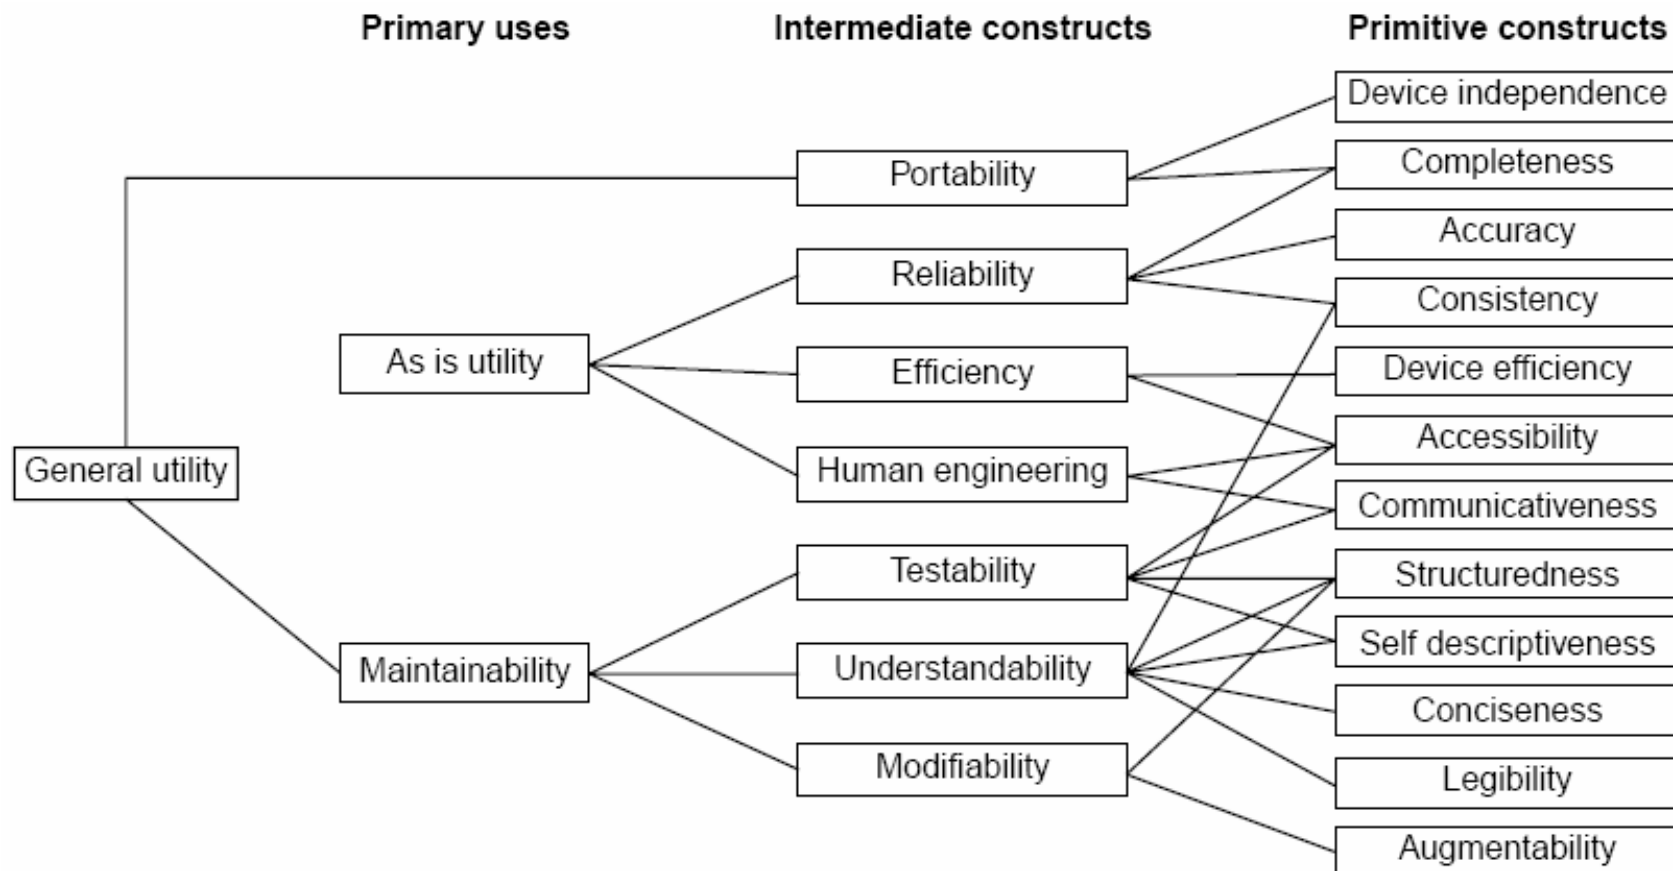 Primary uses
Intermediate constructs
Primitive constructs
Device independence
Portability
Completeness
Accuracy
Reliability
Consistency
As is utility
Efficiency
Device efficiency
Accessibility
General utility
Human engineering
Communicativeness
Testability
Structuredness
Self descriptiveness
Maintainability
Understandability
Conciseness
Modifiability
Legibility
Augmentability